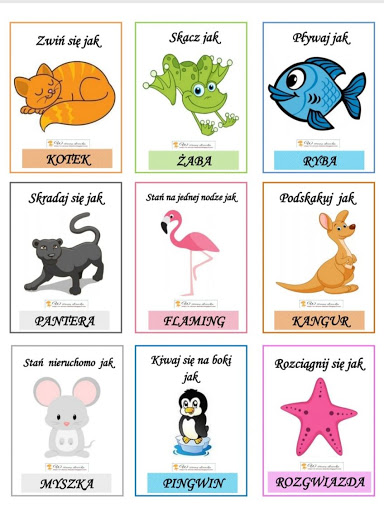 Zwiń się jak
KOTEK
Skacz jak
ŻABA
Pływaj jak
RYBA
Skradaj się jak
PANTERA
Stań na jednej nodze jak
FLAMING
Podskakuj jak
KANGUR
Stań nieruchomo jak
MYSZKA
Kiwaj się na boki
jak
PINGWIN
Rozciągnij się jak
ROZGWIAZDA